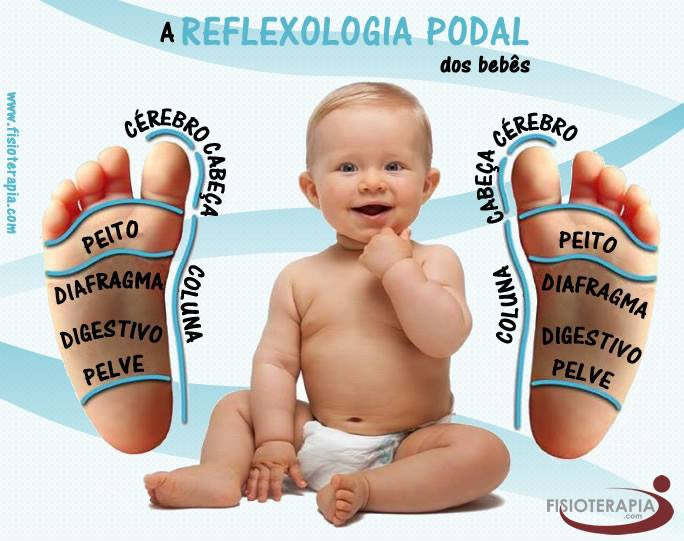 A REFLEXOLOGIA PODAL
dos bebês
www.fisioterapia.com
CÉREBRO
CABEÇA
COLUNA
PEITO
DIAFRAGMA
DIGESTIVO
PELVE
CÉREBRO
CABEÇA
COLUNA
PEITO
DIAFRAGMA
DIGESTIVO
PELVE
FISIOTERAPIA
.com